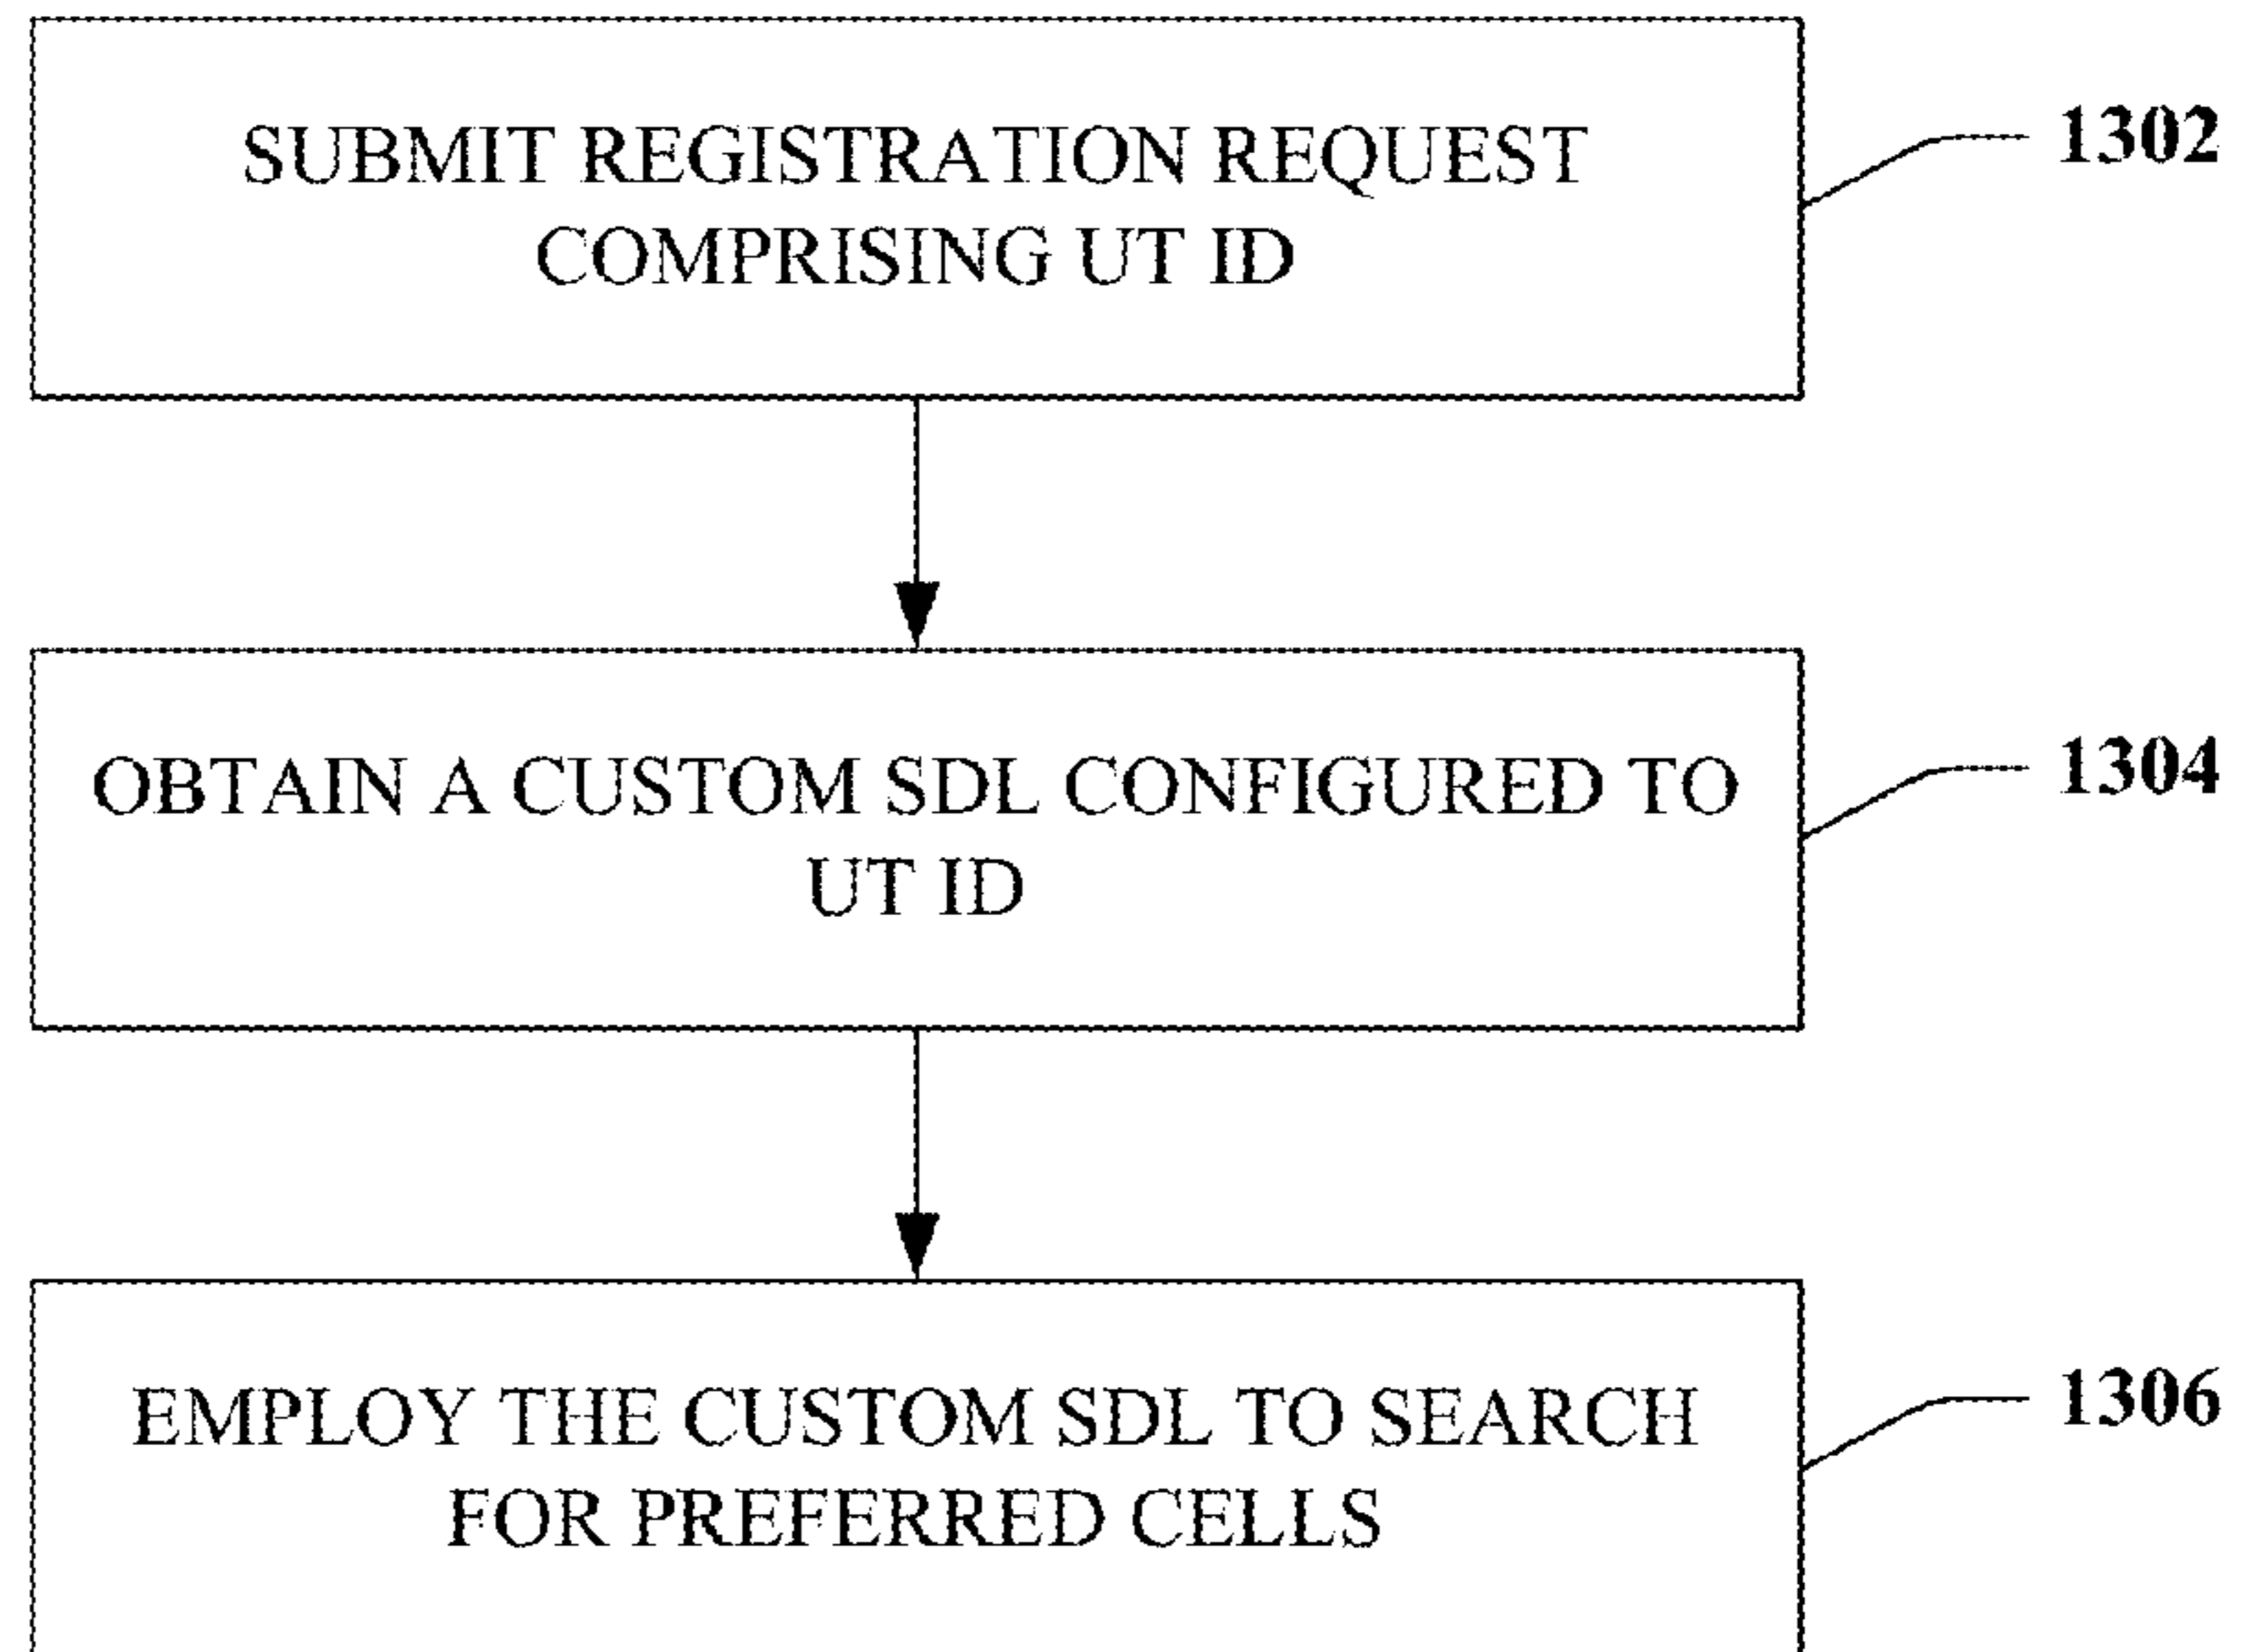 SUBMIT REGISTRATION REQUEST
COMPRISING UT ID
1302
OBTAIN A CUSTOM SDL CONFIGURED TO
UT ID
1304
EMPLOY THE CUSTOM SDL TO SEARCH
FOR PREFERRED CELLS
1306